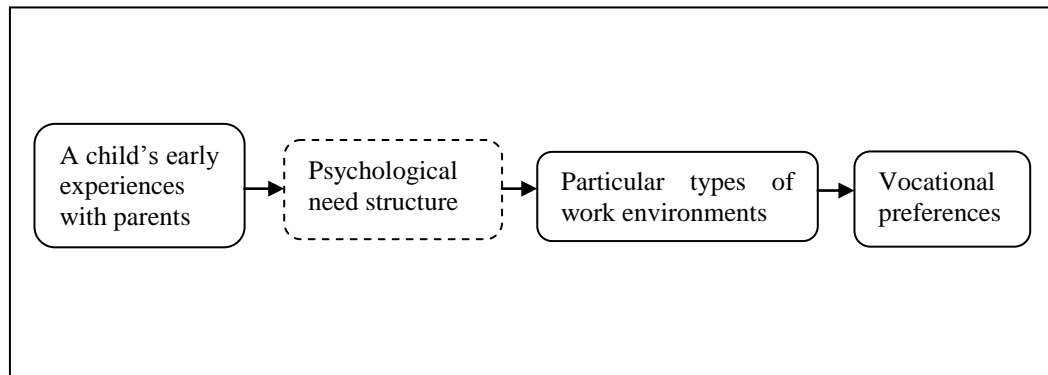 A child’s early
experiences
with parents
Psychological
need structure
Particular types of
work environments
Vocational
preferences